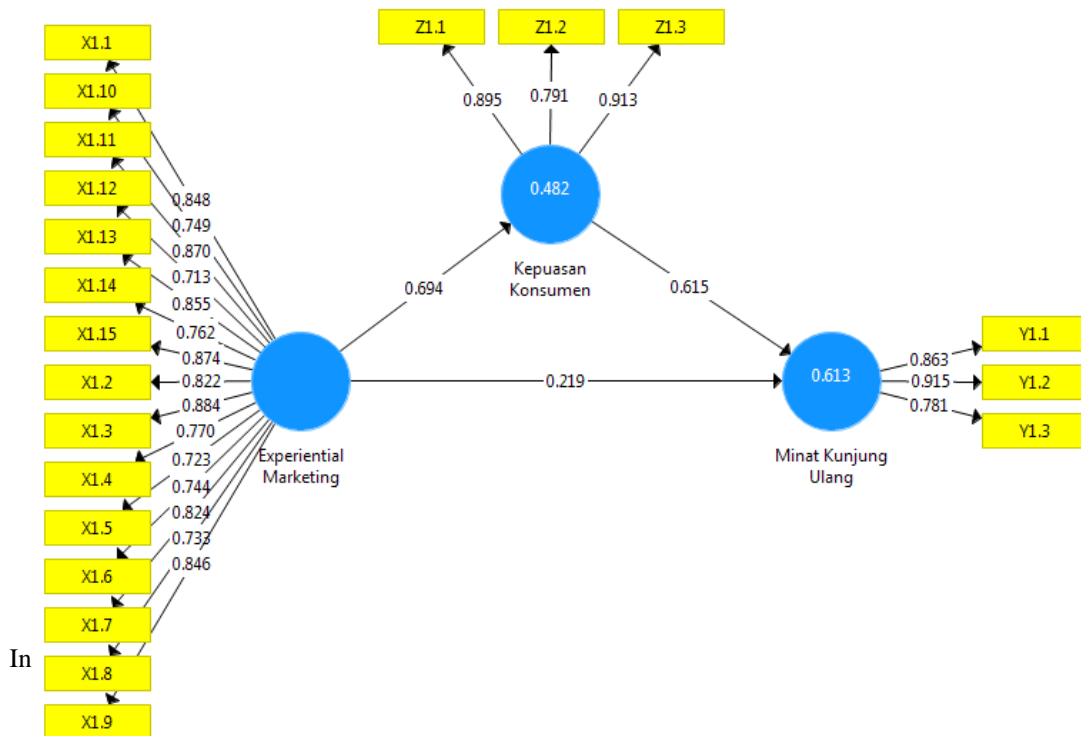 X1.1
X1.10
X1.11
X1.12
X1.13
X1.14
X1.15
X1.2
X1.3
X1.4
X1.5
X1.6
X1.7
X1.8
X1.9
In
0.848
0.749
0.870
0.713
0.855
0.762
0.874
0.822
0.884
0.770
0.723
0.744
0.824
0.733
0.846
Experiential
Marketing
0.694
0.219
Z1.1
Z1.2
Z1.3
0.895
0.791
0.913
0.482
Kepuasan
Konsumen
0.615
0.613
Minat Kunjung
Ulang
0.863
0.915
0.781
Y1.1
Y1.2
Y1.3